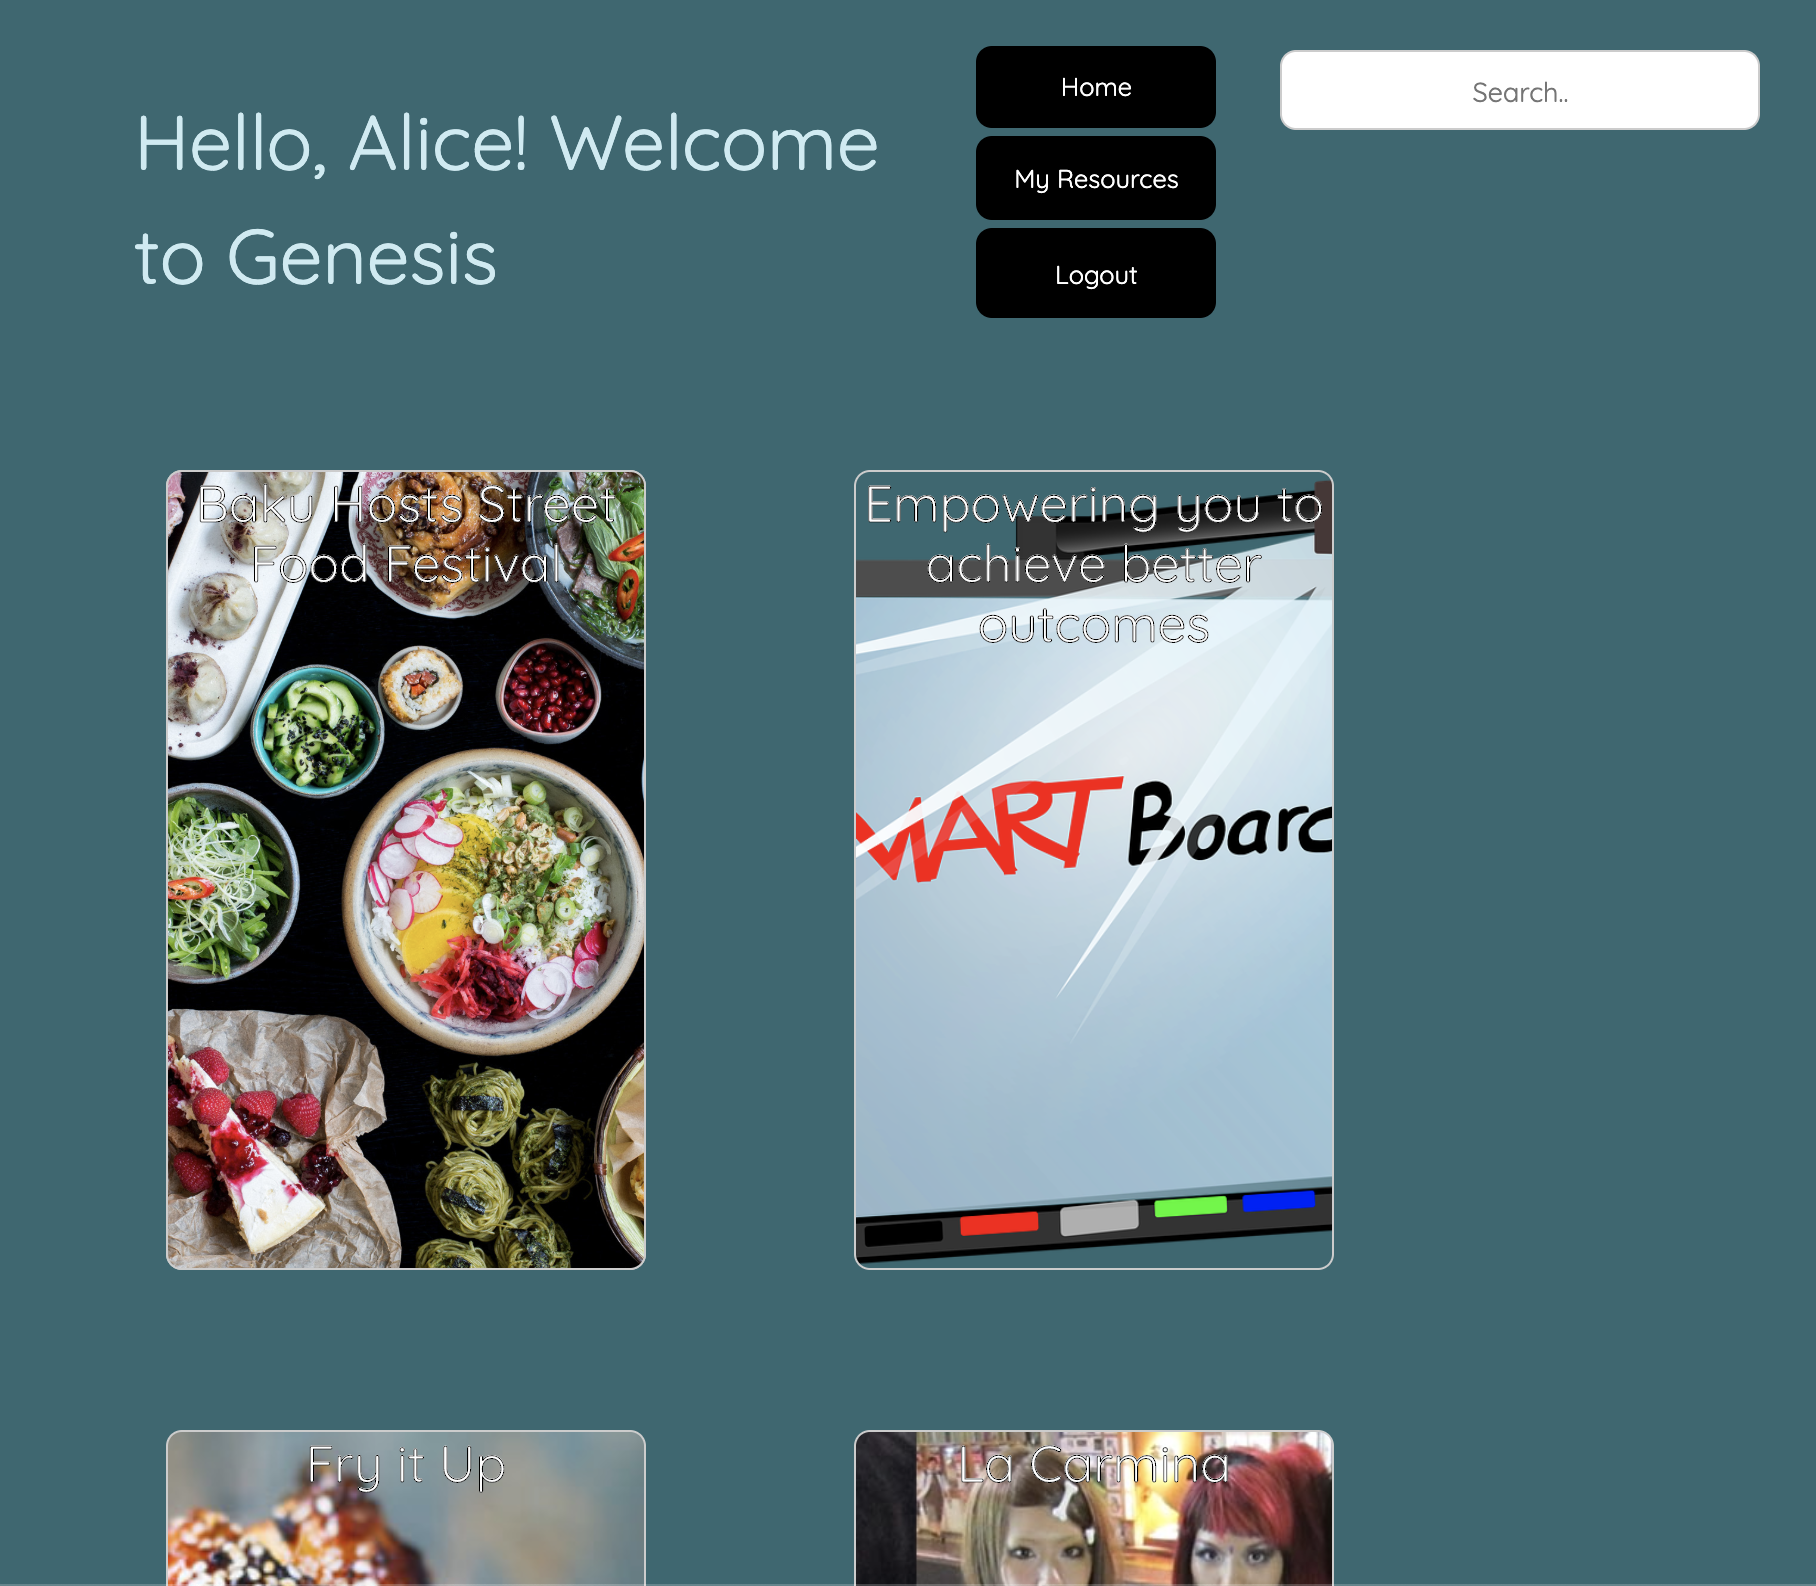 Hello, Alice! Welcome
to Genesis
Home
My Resources
Logout
Search..
Baku Hosts Street
Food Festival
Empowering you to
achieve better
outcomes
MART Board
Fry it Up
La Carmina